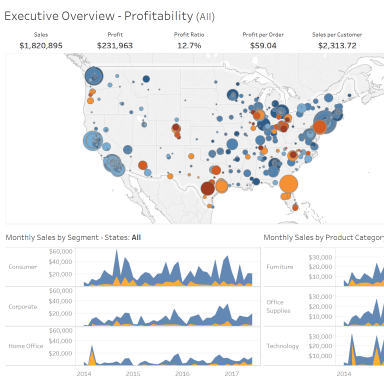 Executive Overview - Profitability (All)
Sales Profit Profit Ratio Profit per Order Sales per Customer
$1,820,895 $231,963 12.7% $59.04 $2,313.72
Monthly Sales by Segment - States: All
Monthly Sales by Product Categor
Consumer
$60,000
$40,000
$20,000
Corporate
$60,000
$40,000
$20,000
Home Office
$60,000
$40,000
$20,000
2014 2015 2016 2017
Furniture
$30,000
$20,000
$10,000
Office
Supplies
$30,000
$20,000
$10,000
Technology
$30,000
$20,000
$10,000
2014